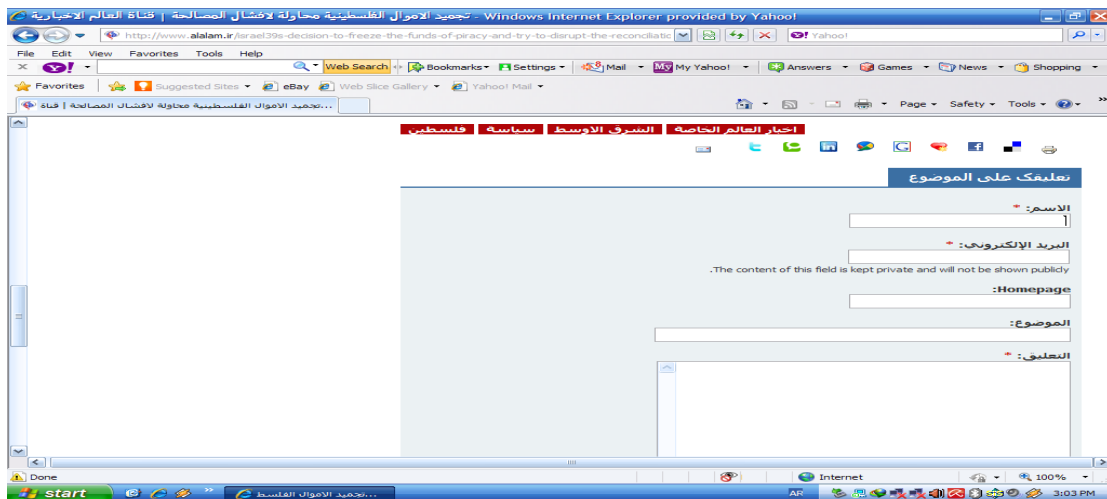 تجميد الاموال الفلسطينية محاولة لافشال المصالحة | قناة العالم الاخبارية - Windows Internet Explorer provided by Yahoo!
http://www.alalam.ir/israel39s-decision-to-freeze-the-funds-of-piracy-and-try-to-disrupt-the-reconciliatic
Yahoo!
File Edit View Favorites Tools Help
Y! Web Search Bookmarks Settings Mail My My Yahoo! Answers Games News Shopping
Favorites Suggested Sites eBay Web Slice Gallery Yahoo! Mail
تجميد الاموال الفلسطينية محاولة لافشال المصالحة | قناة... Page Safety Tools
اخبار العالم الخاصة الشرق الاوسط سياسة فلسطين
تعليقك على الموضوع
الاسم: *
البريد الإلكتروني: *
The content of this field is kept private and will not be shown publicly.
Homepage:
الموضوع:
التعليق: *
Done Internet 100%
start تجميد الاموال الفلسط... AR 3:03 PM